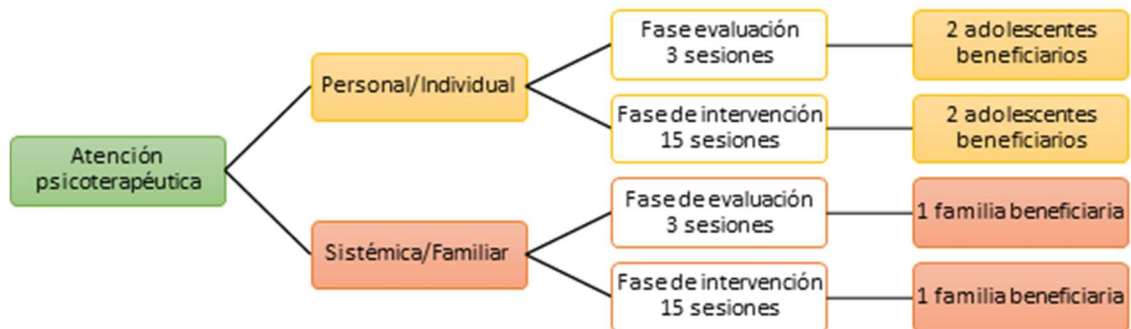 Atención
psicoterapéutica
Personal/Individual
Fase evaluación
3 sesiones
2 adolescentes
beneficiarios
Fase de intervención
15 sesiones
2 adolescentes
beneficiarios
Sistémica/Familiar
Fase de evaluación
3 sesiones
1 familia beneficiaria
Fase de intervención
15 sesiones
1 familia beneficiaria